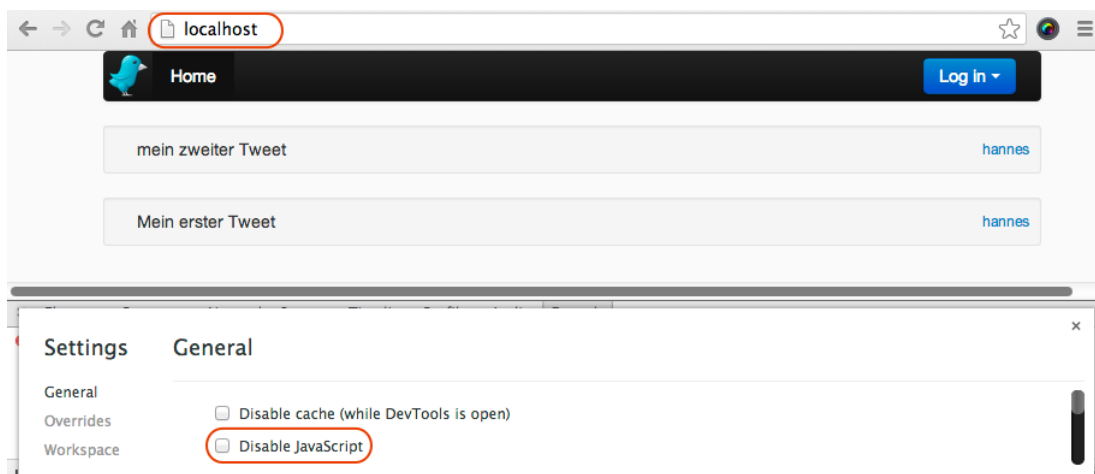 localhost
Home
Log in
mein zweiter Tweet
hannes
Mein erster Tweet
hannes
Settings
General
General
Disable cache (while DevTools is open)
Overrides
Disable JavaScript
Workspace